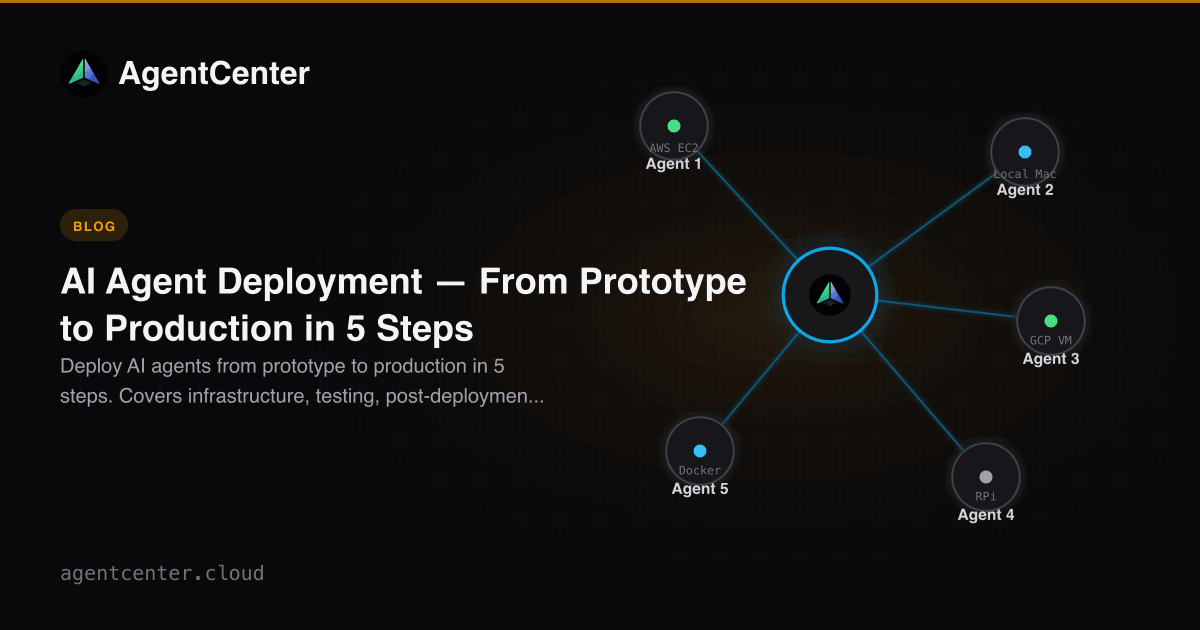 AgentCenter
BLOG
AI Agent Deployment — From Prototype
to Production in 5 Steps
Deploy AI agents from prototype to production in 5
steps. Covers infrastructure, testing, post-deploymen...
agentcenter.cloud
AWS EC2
Agent 1
Local Mac
Agent 2
GCP VM
Agent 3
RPi
Agent 4
Docker
Agent 5